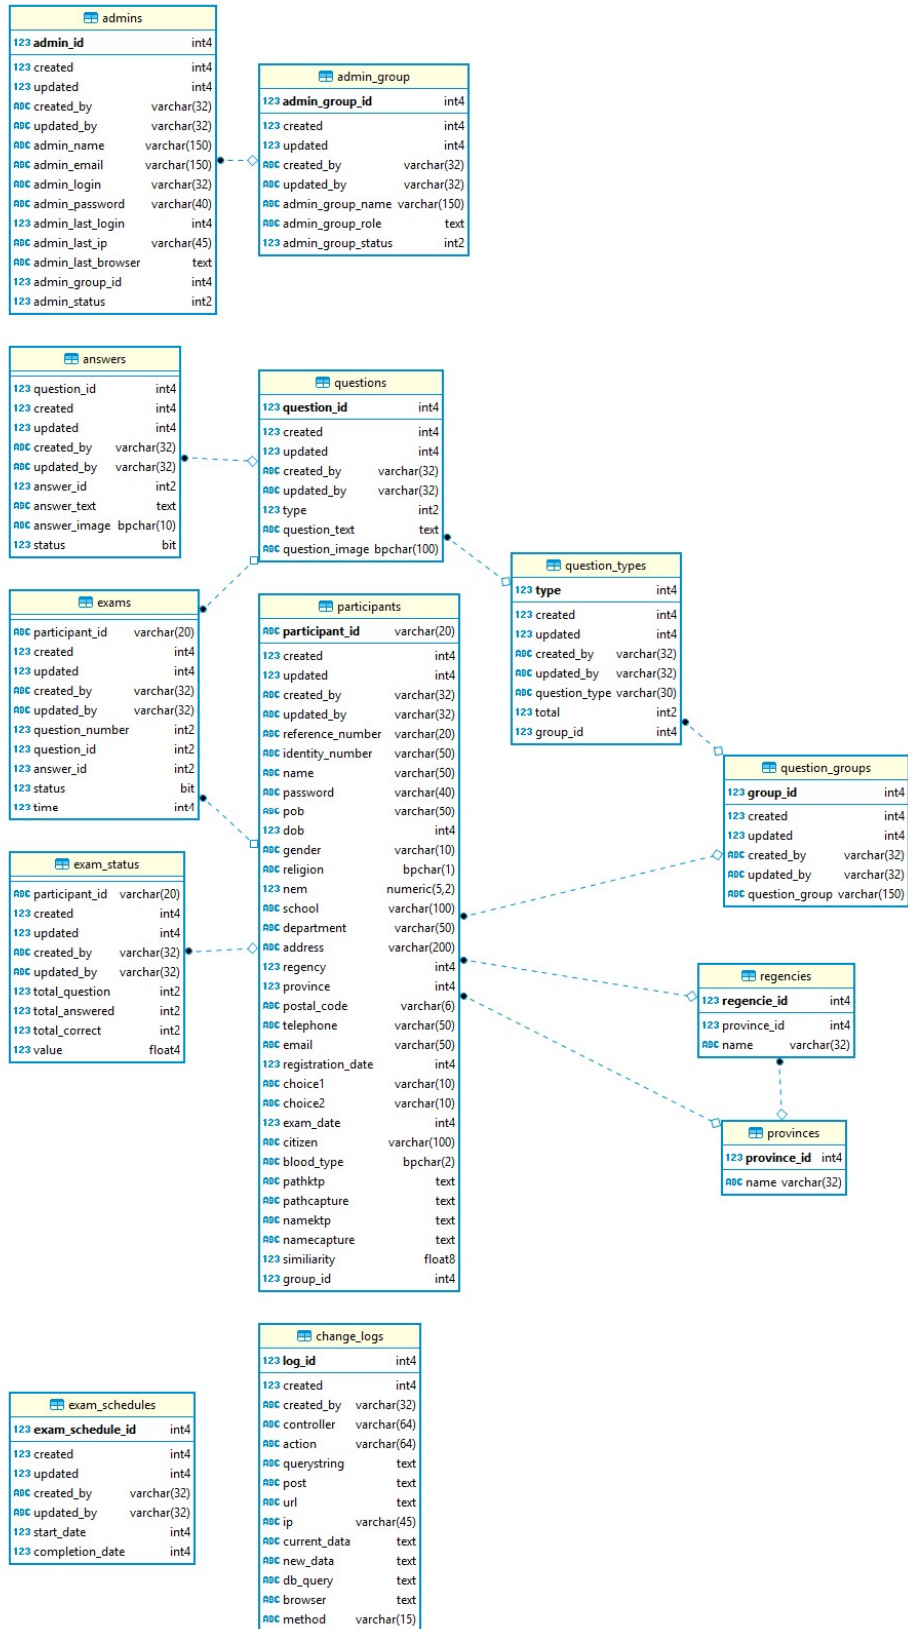 admins
123 admin_id int4
123 created int4
123 updated int4
ABC created_by varchar(32)
ABC updated_by varchar(32)
ABC admin_name varchar(150)
ABC admin_email varchar(150)
ABC admin_login varchar(32)
ABC admin_password varchar(40)
123 admin_last_login int4
ABC admin_last_ip varchar(45)
ABC admin_last_browser text
123 admin_group_id int4
123 admin_status int2
admin_group
123 admin_group_id int4
123 created int4
123 updated int4
ABC created_by varchar(32)
ABC updated_by varchar(32)
ABC admin_group_name varchar(150)
ABC admin_group_role text
123 admin_group_status int2
answers
123 question_id int4
123 created int4
123 updated int4
ABC created_by varchar(32)
ABC updated_by varchar(32)
123 answer_id int2
ABC answer_text text
ABC answer_image bpchar(10)
123 status bit
questions
123 question_id int4
123 created int4
123 updated int4
ABC created_by varchar(32)
ABC updated_by varchar(32)
123 type int2
ABC question_text text
ABC question_image bpchar(100)
question_types
123 type int4
123 created int4
123 updated int4
ABC created_by varchar(32)
ABC updated_by varchar(32)
ABC question_type varchar(30)
123 total int2
123 group_id int4
exams
ABC participant_id varchar(20)
123 created int4
123 updated int4
ABC created_by varchar(32)
ABC updated_by varchar(32)
123 question_number int2
123 question_id int2
123 answer_id int2
123 status bit
123 time int4
participants
ABC participant_id varchar(20)
123 created int4
123 updated int4
ABC created_by varchar(32)
ABC updated_by varchar(32)
ABC reference_number varchar(20)
ABC identity_number varchar(50)
ABC name varchar(50)
ABC password varchar(40)
ABC pob varchar(50)
123 dob int4
ABC gender varchar(10)
ABC religion bpchar(1)
123 nem numeric(5,2)
ABC school varchar(100)
ABC department varchar(50)
ABC address varchar(200)
123 regency int4
123 province int4
ABC postal_code varchar(6)
ABC telephone varchar(50)
ABC email varchar(50)
123 registration_date int4
ABC choice1 varchar(10)
ABC choice2 varchar(10)
123 exam_date int4
ABC citizen varchar(100)
ABC blood_type bpchar(2)
ABC pathktp text
ABC pathcapture text
ABC namektp text
ABC namecapture text
123 similiarity float8
123 group_id int4
question_groups
123 group_id int4
123 created int4
123 updated int4
ABC created_by varchar(32)
ABC updated_by varchar(32)
ABC question_group varchar(150)
exam_status
ABC participant_id varchar(20)
123 created int4
123 updated int4
ABC created_by varchar(32)
ABC updated_by varchar(32)
123 total_question int2
123 total_answered int2
123 total_correct int2
123 value float4
regencies
123 regencie_id int4
123 province_id int4
ABC name varchar(32)
provinces
123 province_id int4
ABC name varchar(32)
change_logs
123 log_id int4
123 created int4
ABC created_by varchar(32)
ABC controller varchar(64)
ABC action varchar(64)
ABC querystring text
ABC post text
ABC url text
ABC ip varchar(45)
ABC current_data text
ABC new_data text
ABC db_query text
ABC browser text
ABC method varchar(15)
exam_schedules
123 exam_schedule_id int4
123 created int4
123 updated int4
ABC created_by varchar(32)
ABC updated_by varchar(32)
123 start_date int4
123 completion_date int4